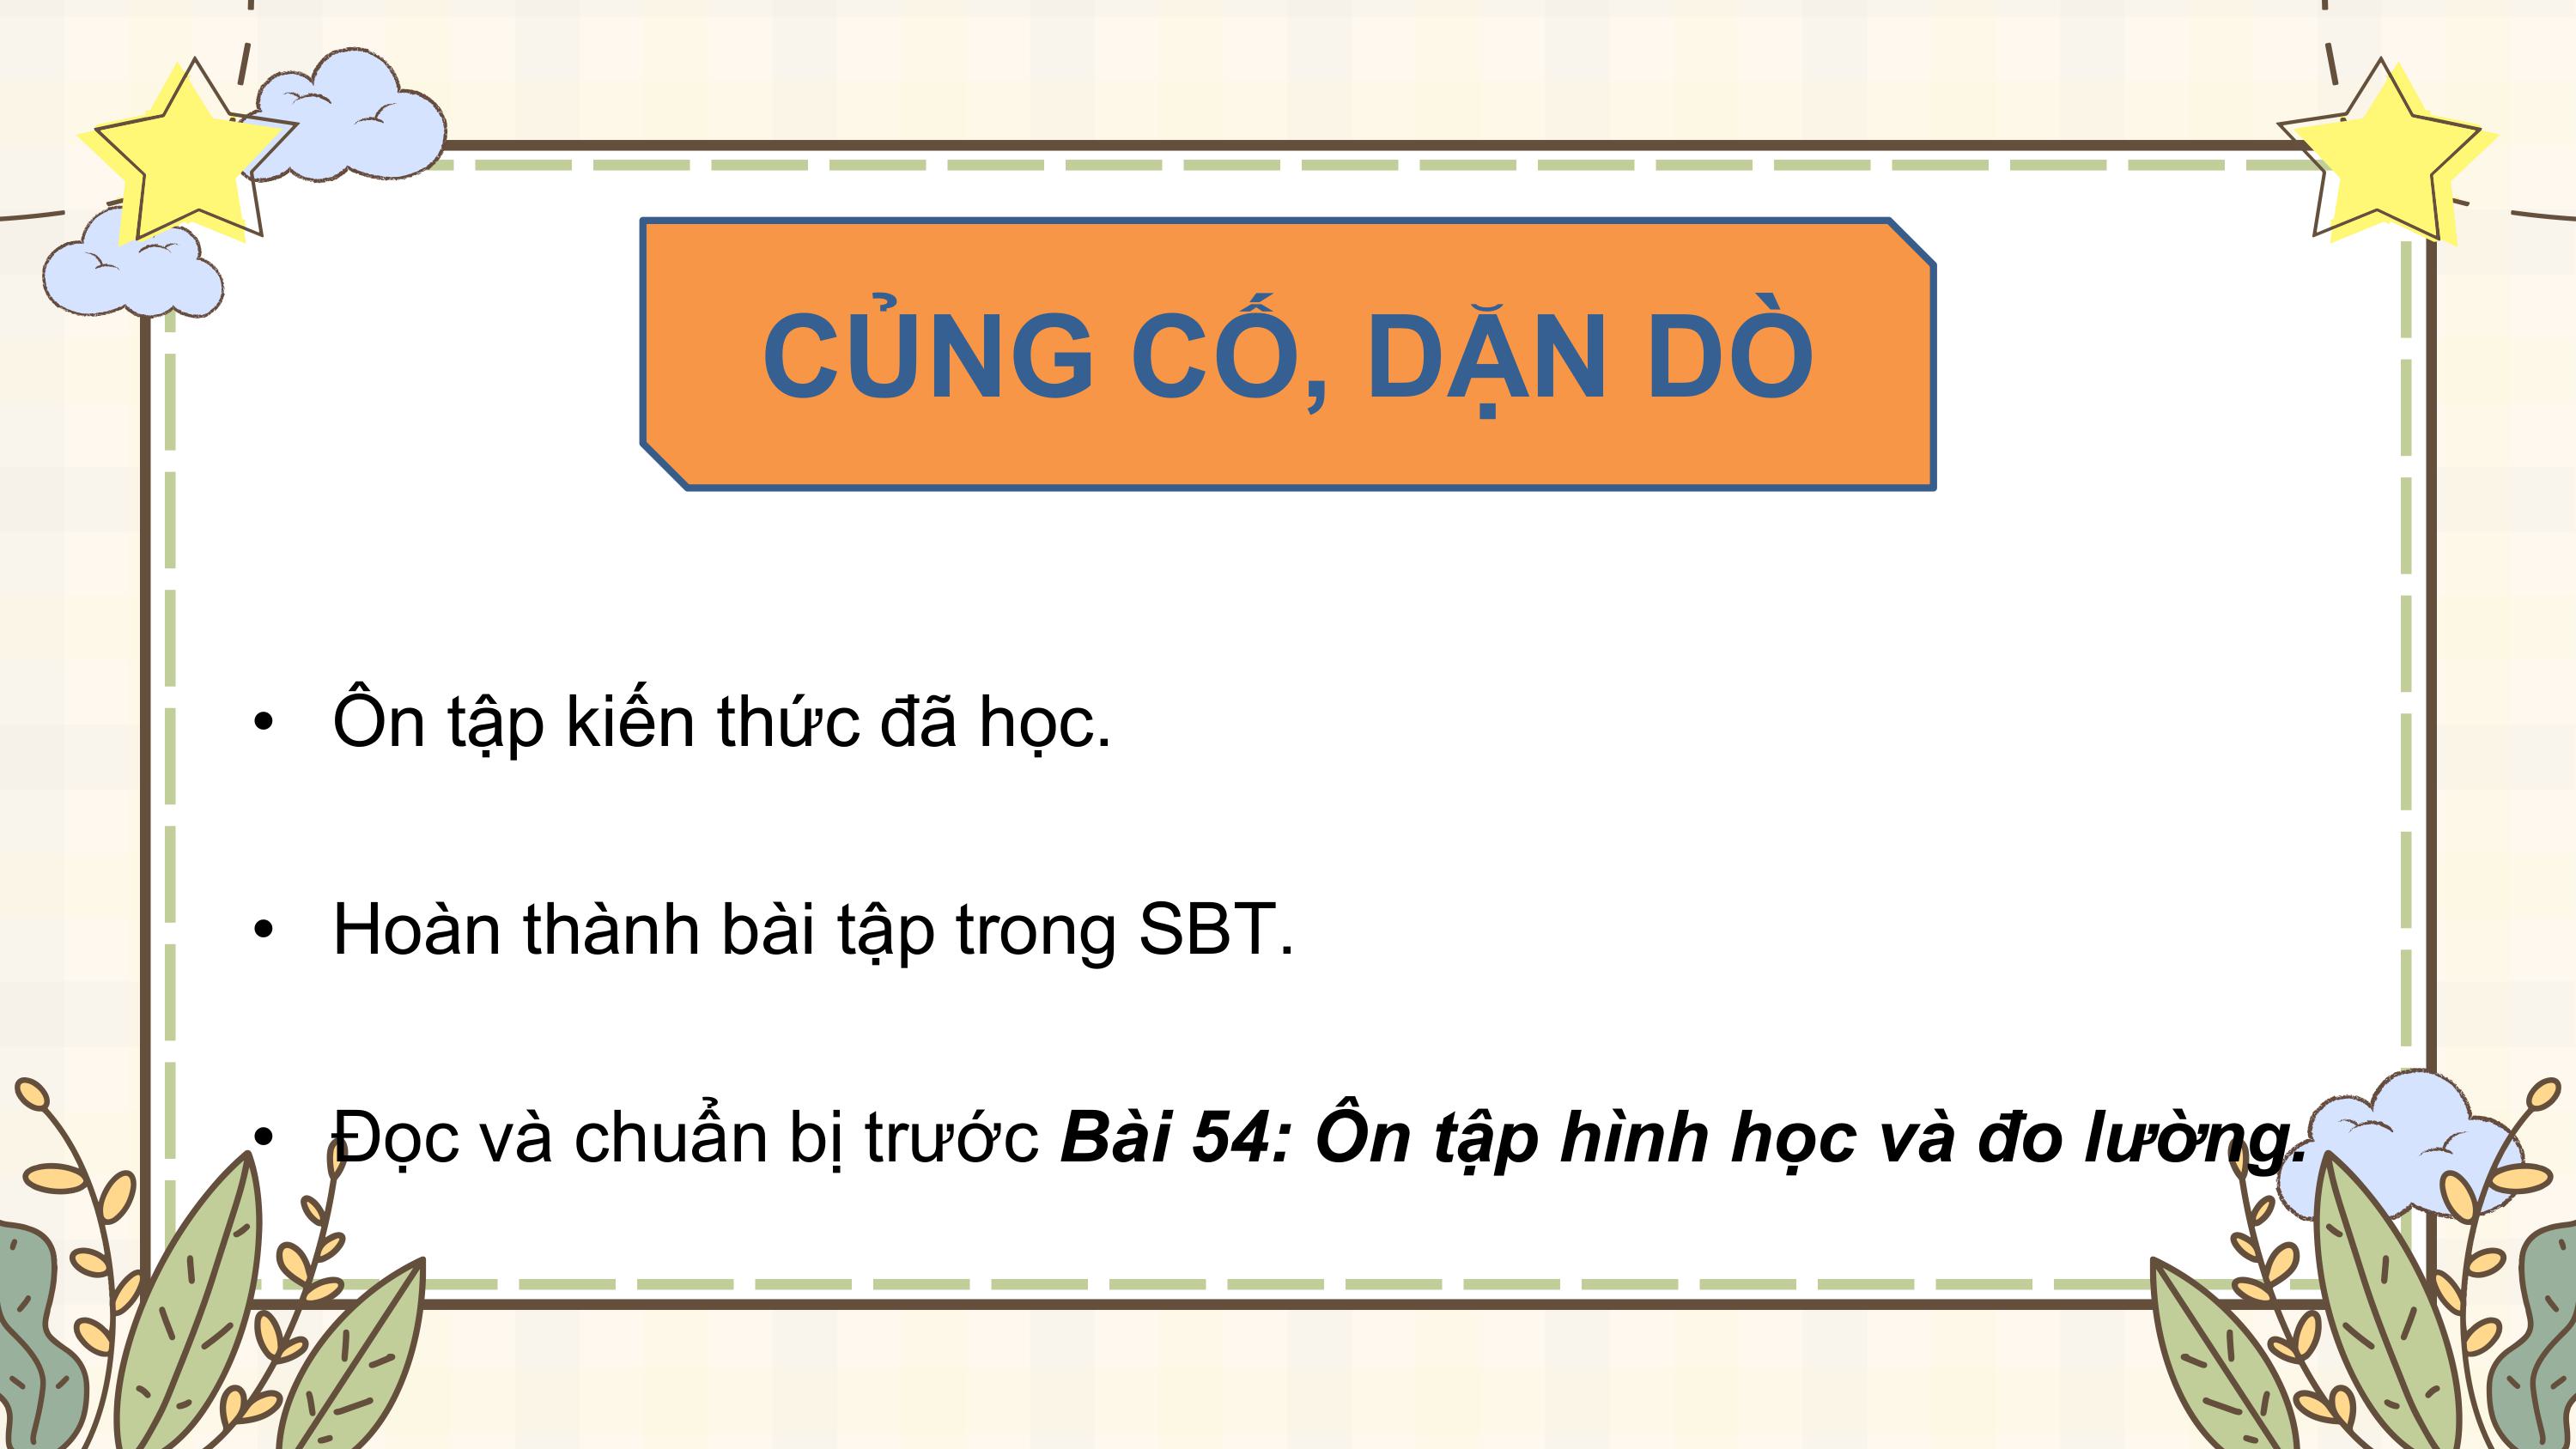 CỦNG CỐ, DẶN DÒ
• Ôn tập kiến thức đã học.
• Hoàn thành bài tập trong SBT.
• Đọc và chuẩn bị trước Bài 54: Ôn tập hình học và đo lường.